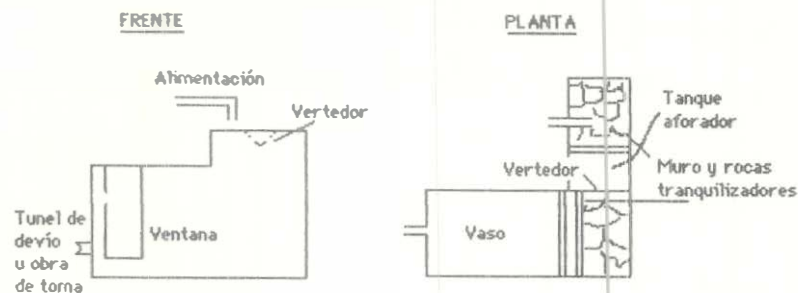 FRENTE
Alimentación
Vertedor
Tunel de
devío
u obra
de toma
Ventana
PLANTA
Tanque
aforador
Vertedor
Muro y rocas
tranquilizadores
Vaso